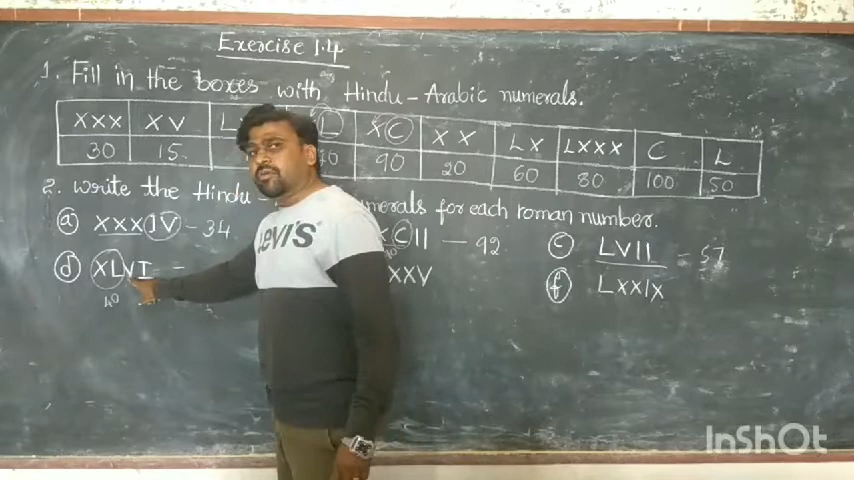 Exercise 1.4
1. Fill in the boxes with Hindu - Arabic numerals.
XXX XV L L XC XX LX LXXX C L
30 15 40 90 20 60 80 100 50
2. Write the Hindu - numerals for each roman number.
(a) XXXIV - 34 XCII - 92 (c) LVII - 57
(d) XLVI - XXV (f) LXXIX
40
LEVI'S
InShOt